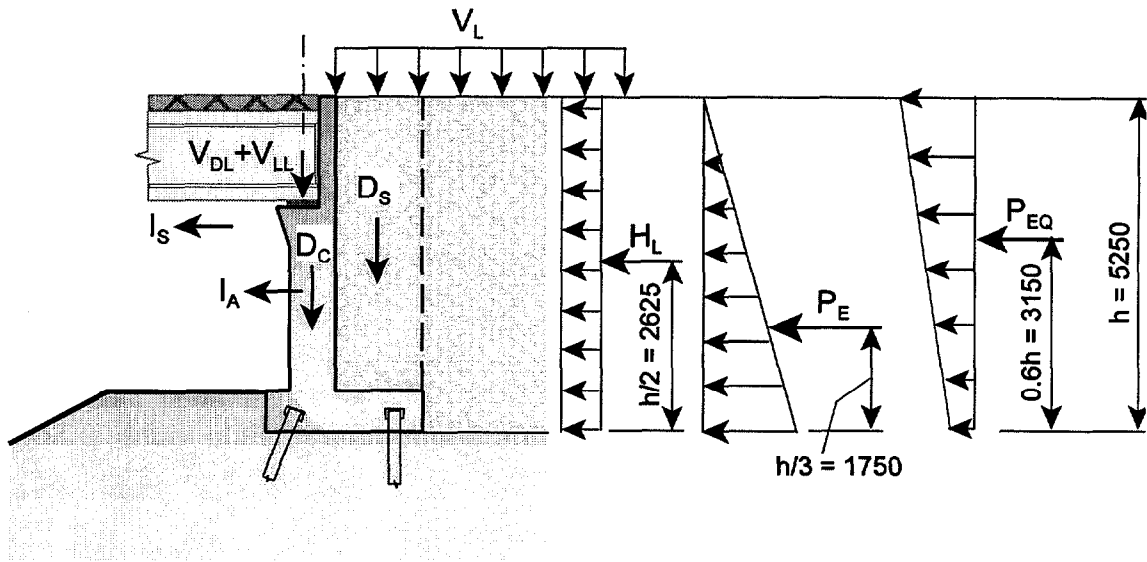 V_L
V_DL+V_LL
D_S
I_S
D_C
I_A
H_L
h/2 = 2625
P_E
h/3 = 1750
P_EQ
0.6h = 3150
h = 5250